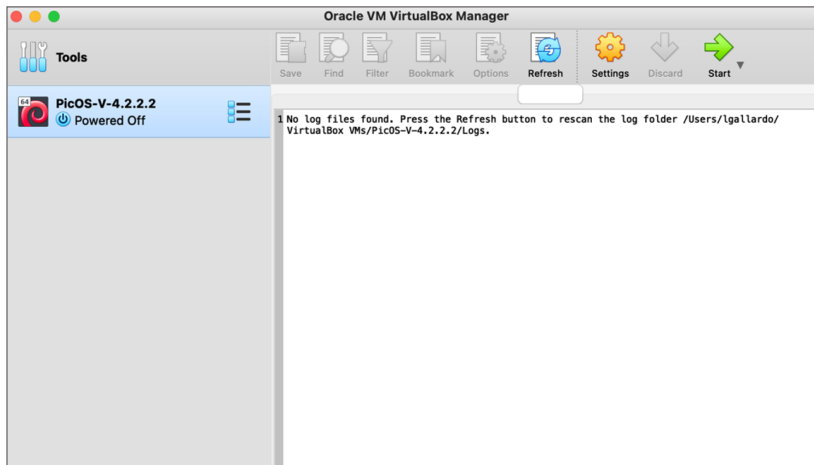 Oracle VM VirtualBox Manager
Tools
Save Find Filter Bookmark Options Refresh Settings Discard Start
64
PicOS-V-4.2.2.2
Powered Off
1 No log files found. Press the Refresh button to rescan the log folder /Users/lgallardo/
VirtualBox VMs/PicOS-V-4.2.2.2/Logs.